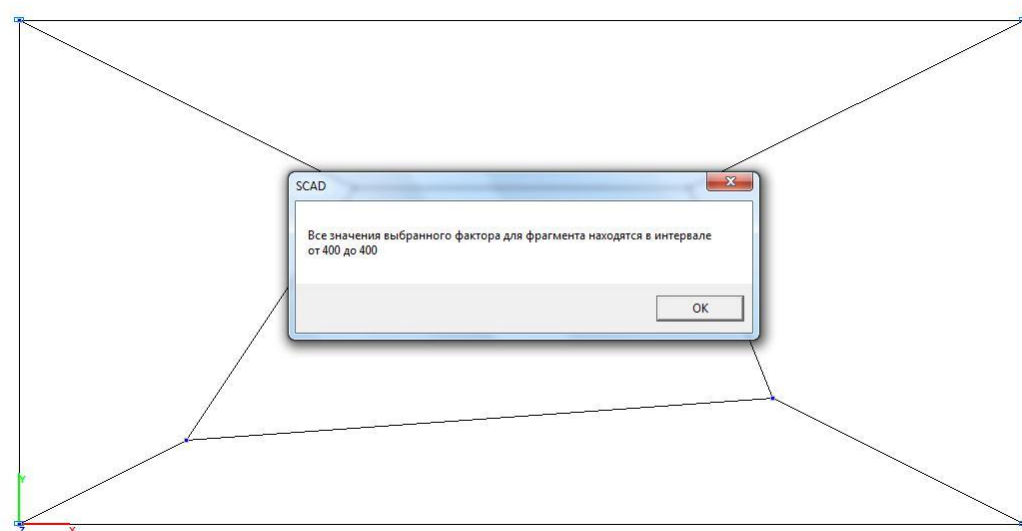 SCAD
Все значения выбранного фактора для фрагмента находятся в интервале
от 400 до 400
OK
Y
Z
X